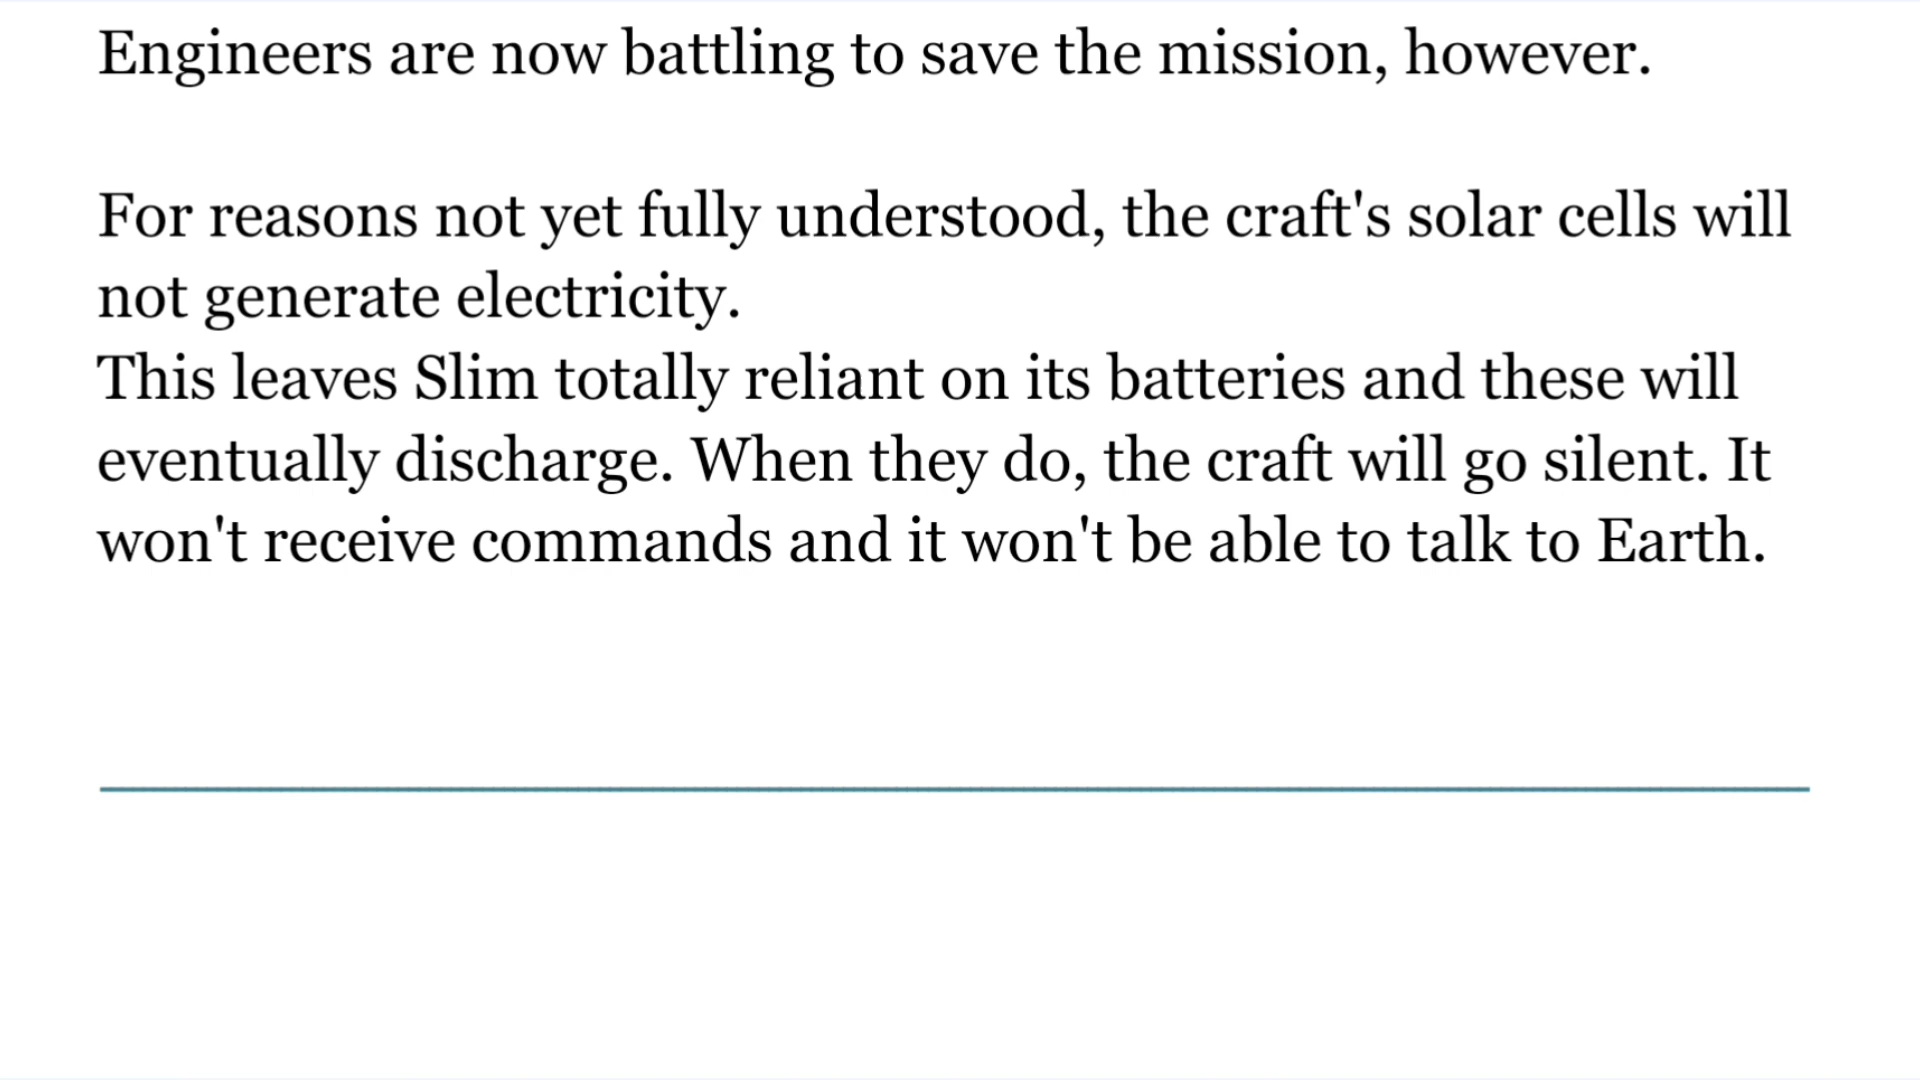 Engineers are now battling to save the mission, however.
For reasons not yet fully understood, the craft's solar cells will
not generate electricity.
This leaves Slim totally reliant on its batteries and these will
eventually discharge. When they do, the craft will go silent. It
won't receive commands and it won't be able to talk to Earth.